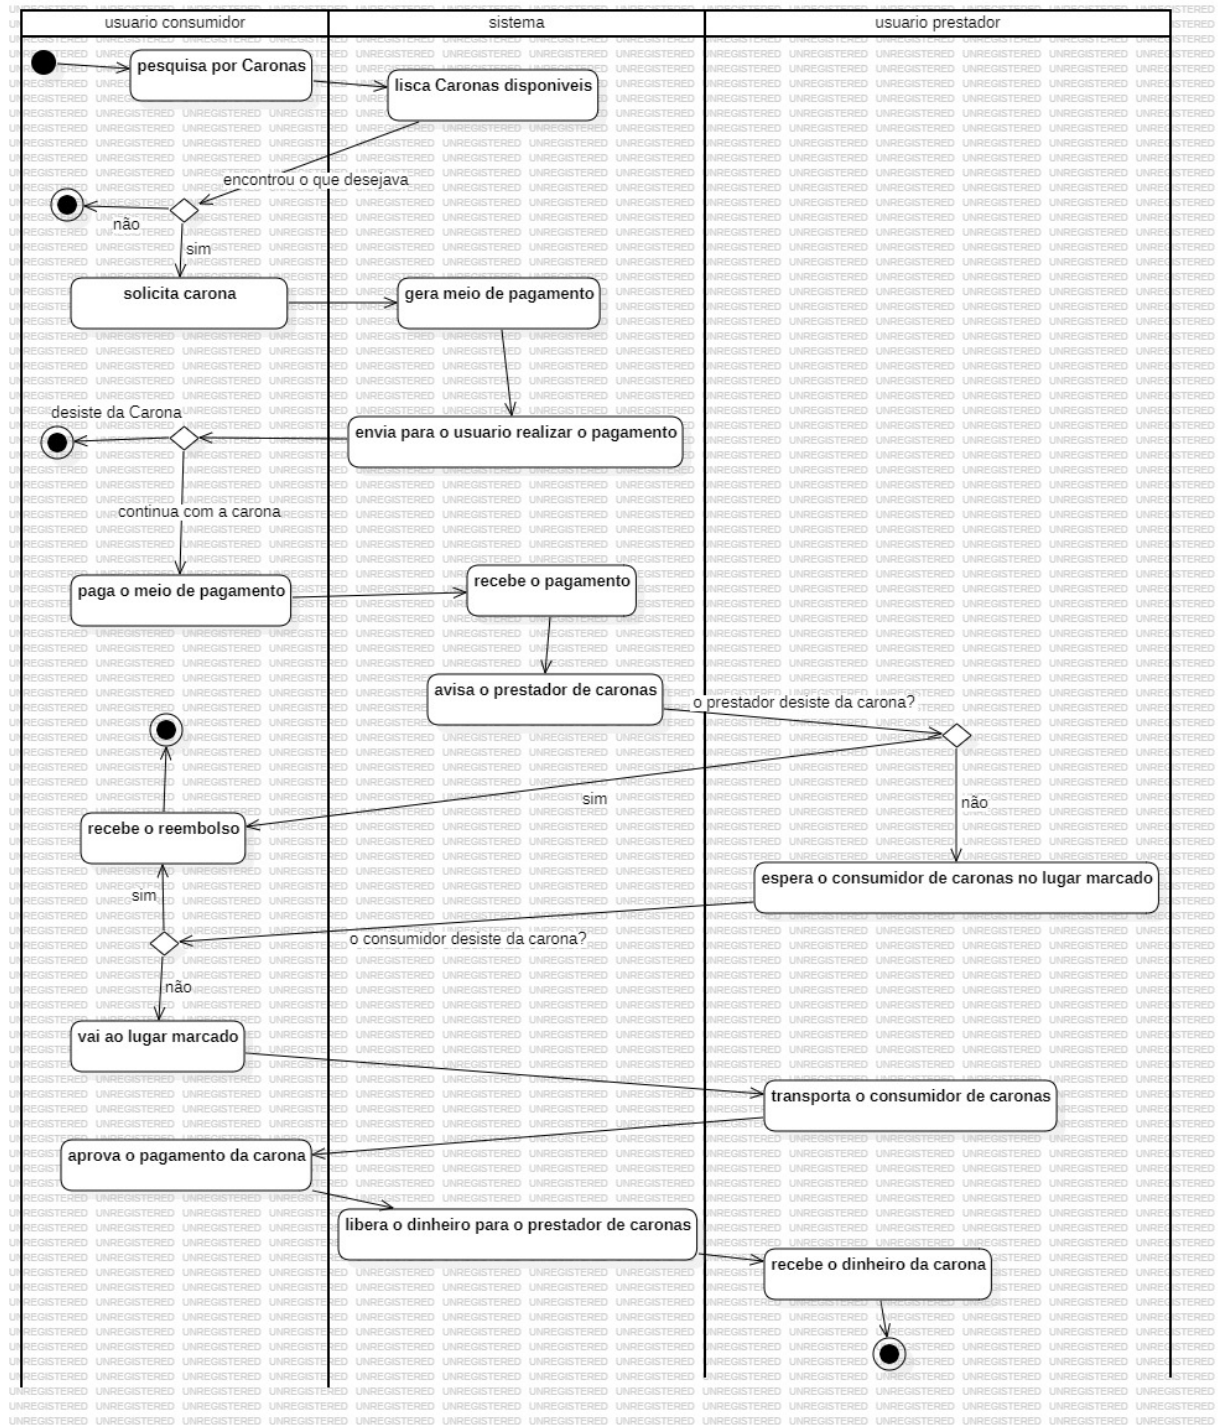 usuario consumidor
sistema
usuario prestador
pesquisa por Caronas
lisca Caronas disponiveis
encontrou o que desejava
não
sim
solicita carona
gera meio de pagamento
desiste da Carona
envia para o usuario realizar o pagamento
continua com a carona
paga o meio de pagamento
recebe o pagamento
avisa o prestador de caronas
o prestador desiste da carona?
sim
não
recebe o reembolso
espera o consumidor de caronas no lugar marcado
sim
o consumidor desiste da carona?
não
vai ao lugar marcado
transporta o consumidor de caronas
aprova o pagamento da carona
libera o dinheiro para o prestador de caronas
recebe o dinheiro da carona
UNREGISTERED